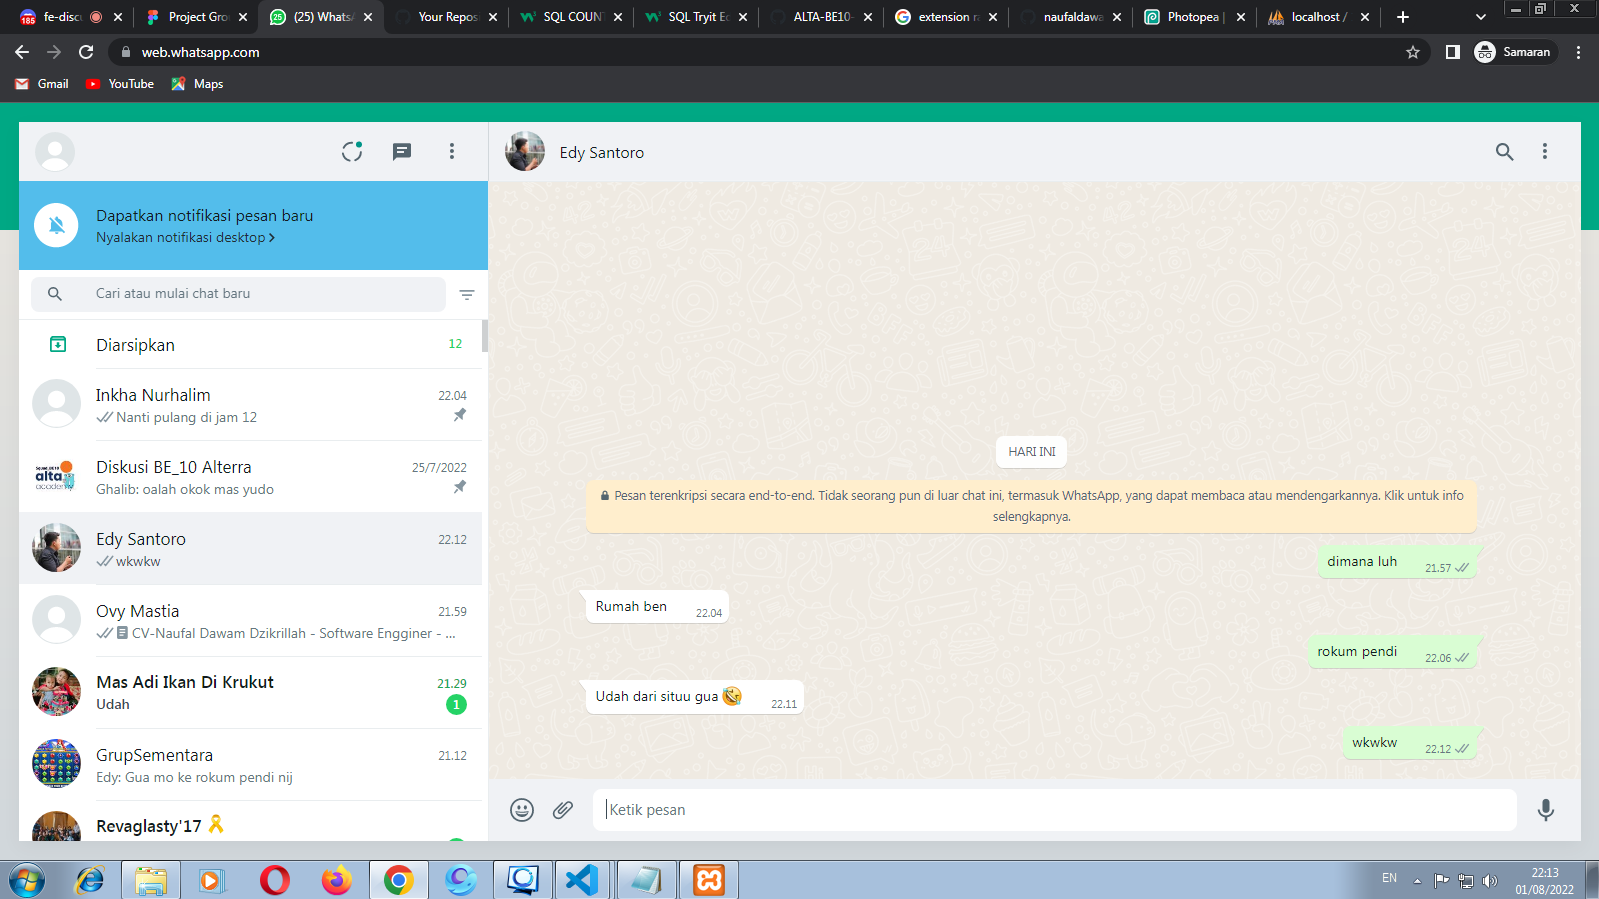 185
fe-discu
Project Gro
25
(25) Whats
Your Repos
SQL COUNT
SQL Tryit Ed
ALTA-BE10-
extension ra
naufaldawa
Photopea |
localhost /
web.whatsapp.com
Samaran
Gmail
YouTube
Maps
Edy Santoro
Dapatkan notifikasi pesan baru
Nyalakan notifikasi desktop >
Cari atau mulai chat baru
Diarsipkan
12
Inkha Nurhalim
22.04
Nanti pulang di jam 12
alta
academy
Diskusi BE_10 Alterra
25/7/2022
Ghalib: oalah okok mas yudo
Edy Santoro
22.12
wkwkw
Ovy Mastia
21.59
CV-Naufal Dawam Dzikrillah - Software Engginer - ...
Mas Adi Ikan Di Krukut
21.29
Udah
1
GrupSementara
21.12
Edy: Gua mo ke rokum pendi nij
Revaglasty'17 🎗️
HARI INI
Pesan terenkripsi secara end-to-end. Tidak seorang pun di luar chat ini, termasuk WhatsApp, yang dapat membaca atau mendengarkannya. Klik untuk info
selengkapnya.
dimana luh
21.57
Rumah ben
22.04
rokum pendi
22.06
Udah dari situu gua 🤣
22.11
wkwkw
22.12
Ketik pesan
EN
22:13
01/08/2022